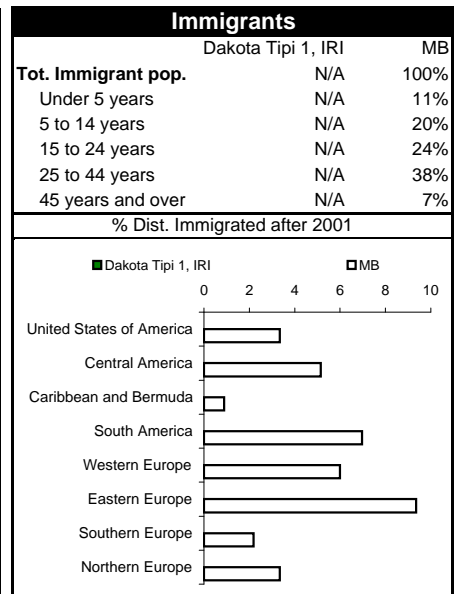 Immigrants
Dakota Tipi 1, IRI MB
Tot. Immigrant pop. N/A 100%
Under 5 years N/A 11%
5 to 14 years N/A 20%
15 to 24 years N/A 24%
25 to 44 years N/A 38%
45 years and over N/A 7%
% Dist. Immigrated after 2001
Dakota Tipi 1, IRI MB
0 2 4 6 8 10
United States of America
Central America
Caribbean and Bermuda
South America
Western Europe
Eastern Europe
Southern Europe
Northern Europe